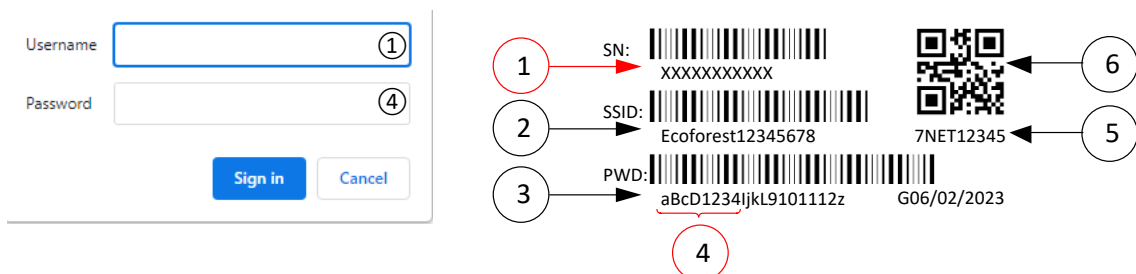 Username
1
Password
4
Sign in
Cancel
1
SN:
XXXXXXXXXXX
6
2
SSID:
Ecoforest12345678
7NET12345
5
3
PWD:
aBcD1234IjkL9101112z
G06/02/2023
4